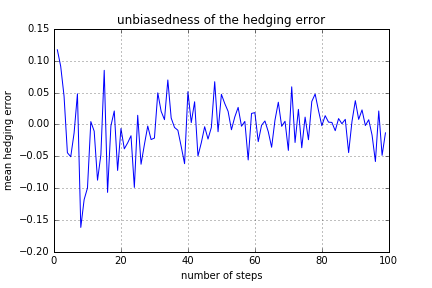 unbiasedness of the hedging error
0.15
0.10
0.05
0.00
−0.05
−0.10
−0.15
−0.20
mean hedging error
0 20 40 60 80 100
number of steps